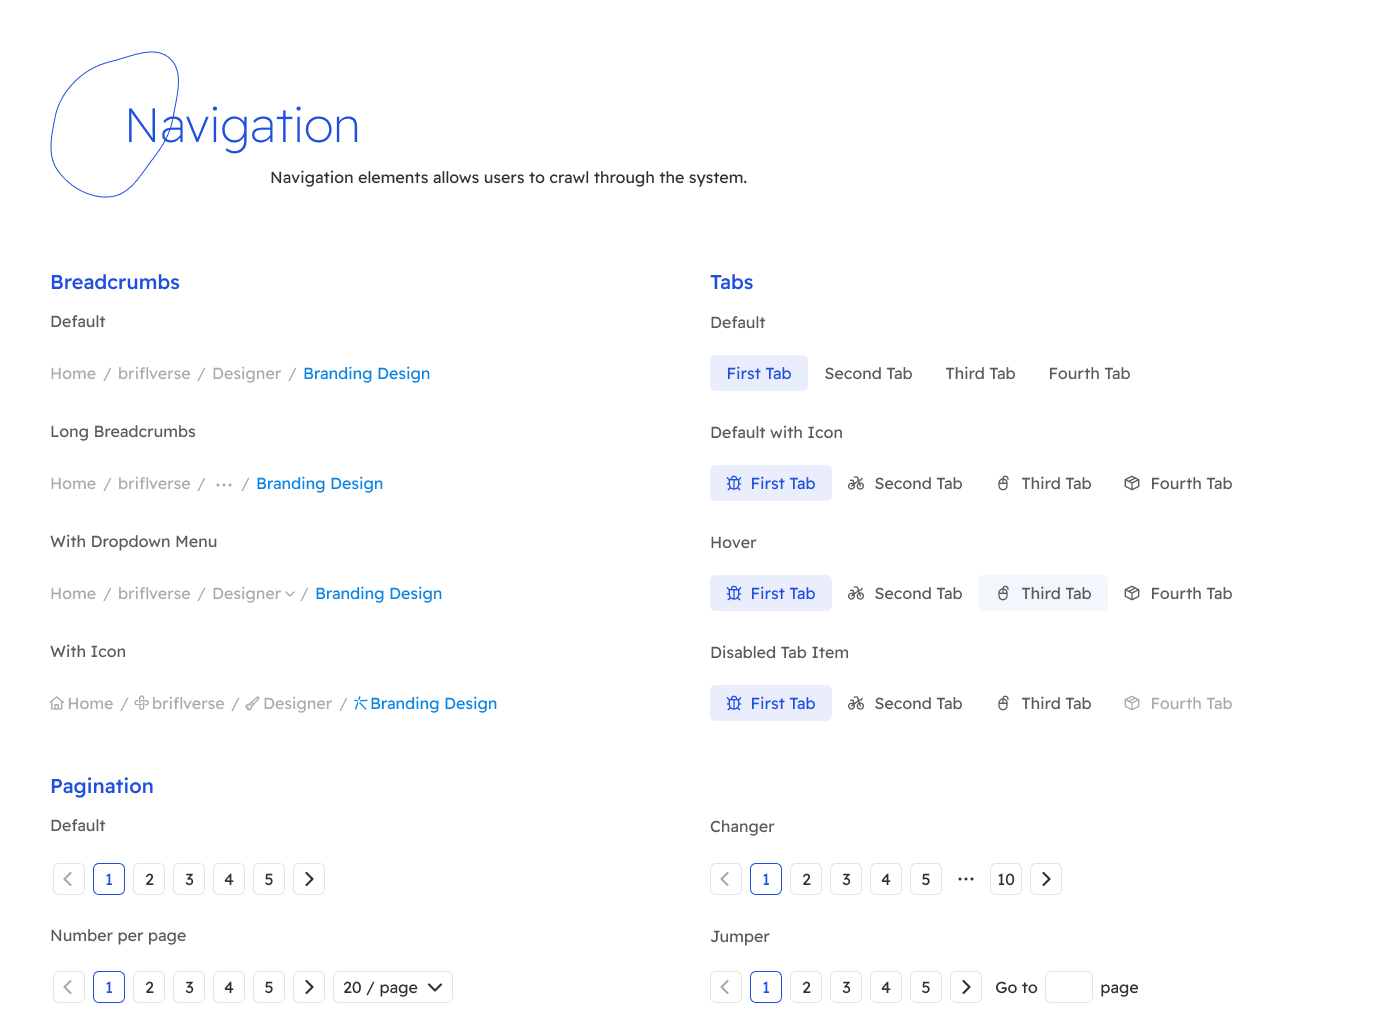 Navigation
Navigation elements allows users to crawl through the system.
Breadcrumbs
Default
Home / briflverse / Designer / Branding Design
Long Breadcrumbs
Home / briflverse / ... / Branding Design
With Dropdown Menu
Home / briflverse / Designer / Branding Design
With Icon
Home / briflverse / Designer / Branding Design
Tabs
Default
First Tab Second Tab Third Tab Fourth Tab
Default with Icon
First Tab Second Tab Third Tab Fourth Tab
Hover
First Tab Second Tab Third Tab Fourth Tab
Disabled Tab Item
First Tab Second Tab Third Tab Fourth Tab
Pagination
Default
1 2 3 4 5
Number per page
1 2 3 4 5 20 / page
Changer
1 2 3 4 5 ... 10
Jumper
1 2 3 4 5 Go to page